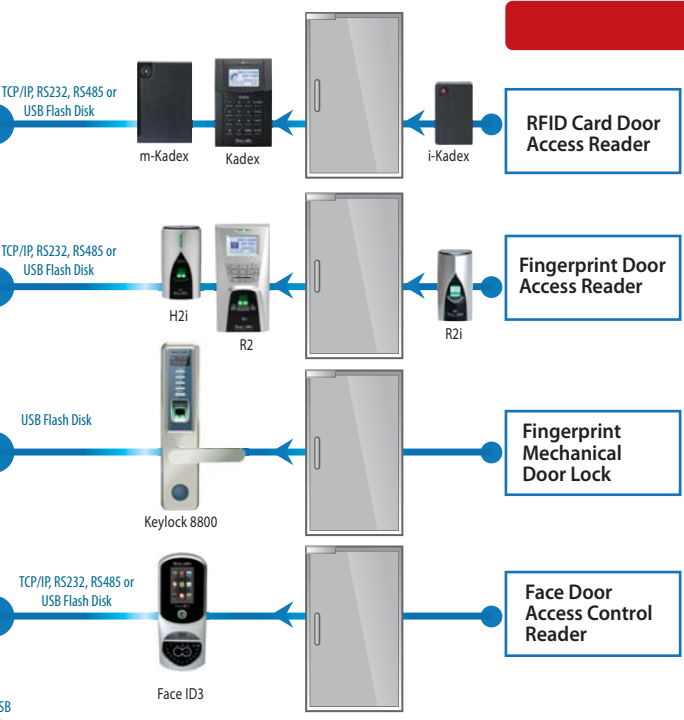 TCP/IP, RS232, RS485 or
USB Flash Disk
m-Kadex
Kadex
i-Kadex
RFID Card Door
Access Reader
TCP/IP, RS232, RS485 or
USB Flash Disk
H2i
R2
R2i
Fingerprint Door
Access Reader
USB Flash Disk
Keylock 8800
Fingerprint
Mechanical
Door Lock
TCP/IP, RS232, RS485 or
USB Flash Disk
Face ID3
Face Door
Access Control
Reader
SB